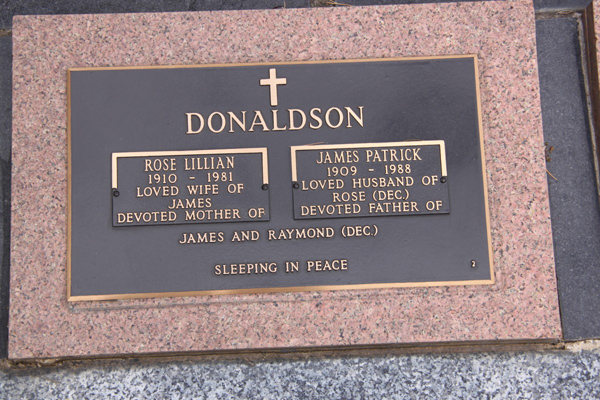 DONALDSON
ROSE LILLIAN
1910 - 1981
LOVED WIFE OF
JAMES
DEVOTED MOTHER OF
JAMES PATRICK
1909 - 1988
LOVED HUSBAND OF
ROSE (DEC.)
DEVOTED FATHER OF
JAMES AND RAYMOND (DEC.)
SLEEPING IN PEACE
2